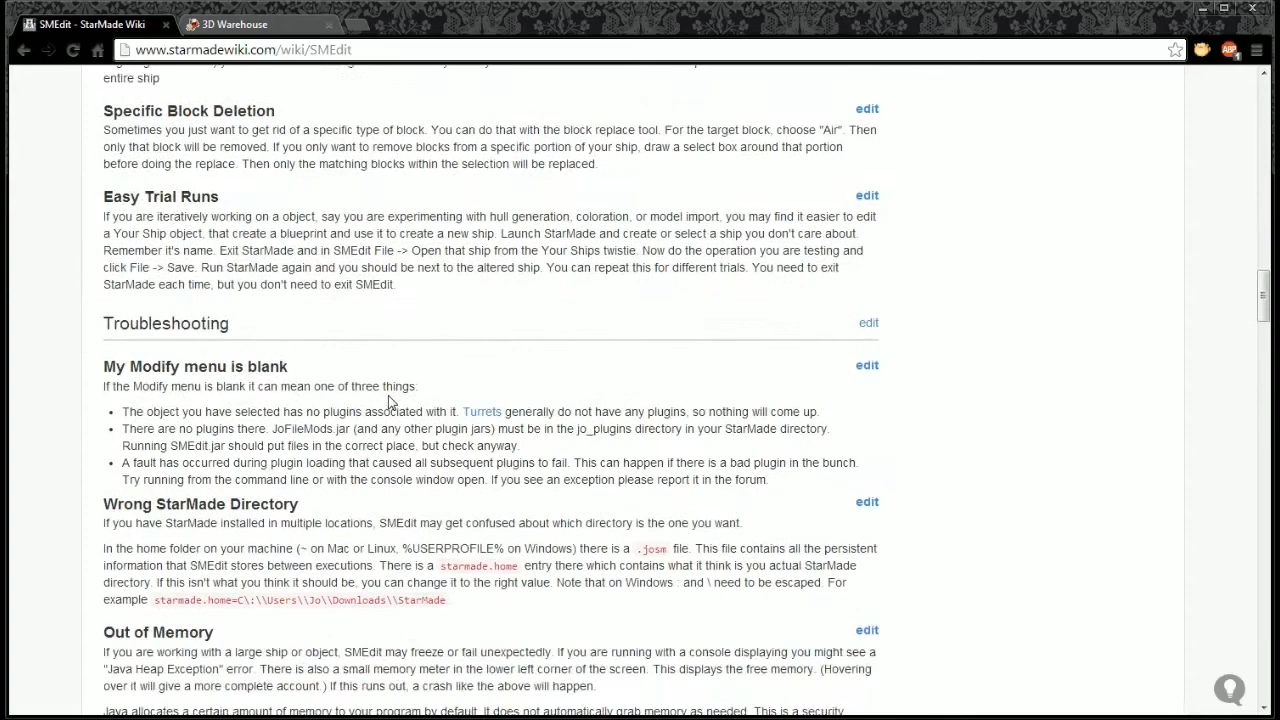 SMEdit - StarMade Wiki
3D Warehouse
www.starmadewiki.com/wiki/SMEdit
ABP
1
entire ship
Specific Block Deletion
edit
Sometimes you just want to get rid of a specific type of block. You can do that with the block replace tool. For the target block, choose "Air". Then
only that block will be removed. If you only want to remove blocks from a specific portion of your ship, draw a select box around that portion
before doing the replace. Then only the matching blocks within the selection will be replaced.
Easy Trial Runs
edit
If you are iteratively working on a object, say you are experimenting with hull generation, coloration, or model import, you may find it easier to edit
a Your Ship object, that create a blueprint and use it to create a new ship. Launch StarMade and create or select a ship you don't care about.
Remember it's name. Exit StarMade and in SMEdit File -> Open that ship from the Your Ships twistie. Now do the operation you are testing and
click File -> Save. Run StarMade again and you should be next to the altered ship. You can repeat this for different trials. You need to exit
StarMade each time, but you don't need to exit SMEdit.
Troubleshooting
edit
My Modify menu is blank
edit
If the Modify menu is blank it can mean one of three things:
• The object you have selected has no plugins associated with it. Turrets generally do not have any plugins, so nothing will come up.
• There are no plugins there. JoFileMods.jar (and any other plugin jars) must be in the jo_plugins directory in your StarMade directory.
Running SMEdit.jar should put files in the correct place, but check anyway.
• A fault has occurred during plugin loading that caused all subsequent plugins to fail. This can happen if there is a bad plugin in the bunch.
Try running from the command line or with the console window open. If you see an exception please report it in the forum.
Wrong StarMade Directory
edit
If you have StarMade installed in multiple locations, SMEdit may get confused about which directory is the one you want.
In the home folder on your machine (~ on Mac or Linux, %USERPROFILE% on Windows) there is a .josm file. This file contains all the persistent
information that SMEdit stores between executions. There is a starmade.home entry there which contains what it think is you actual StarMade
directory. If this isn't what you think it should be, you can change it to the right value. Note that on Windows : and \ need to be escaped. For
example starmade.home=C\:\\Users\\Jo\\Downloads\\StarMade
Out of Memory
edit
If you are working with a large ship or object, SMEdit may freeze or fail unexpectedly. If you are running with a console displaying you might see a
"Java Heap Exception" error. There is also a small memory meter in the lower left corner of the screen. This displays the free memory. (Hovering
over it will give a more complete account.) If this runs out, a crash like the above will happen.
Java allocates a certain amount of memory to your program by default. It does not automatically grab memory as needed. This is a security